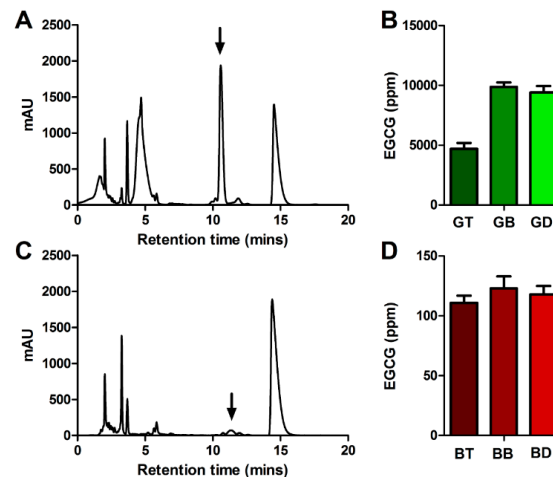 A
2500
2000
1500
1000
500
0
mAU
0 5 10 15 20
Retention time (mins)
B
15000
10000
5000
0
EGCG (ppm)
GT GB GD
C
2500
2000
1500
1000
500
0
mAU
0 5 10 15 20
Retention time (mins)
D
150
100
50
0
EGCG (ppm)
BT BB BD